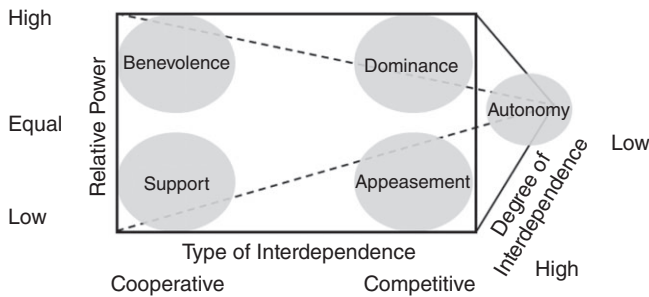 High
Benevolence
Dominance
Autonomy
Equal
Relative Power
Low
Support
Appeasement
Low
Degree of
Interdependence
Type of Interdependence
High
Cooperative
Competitive